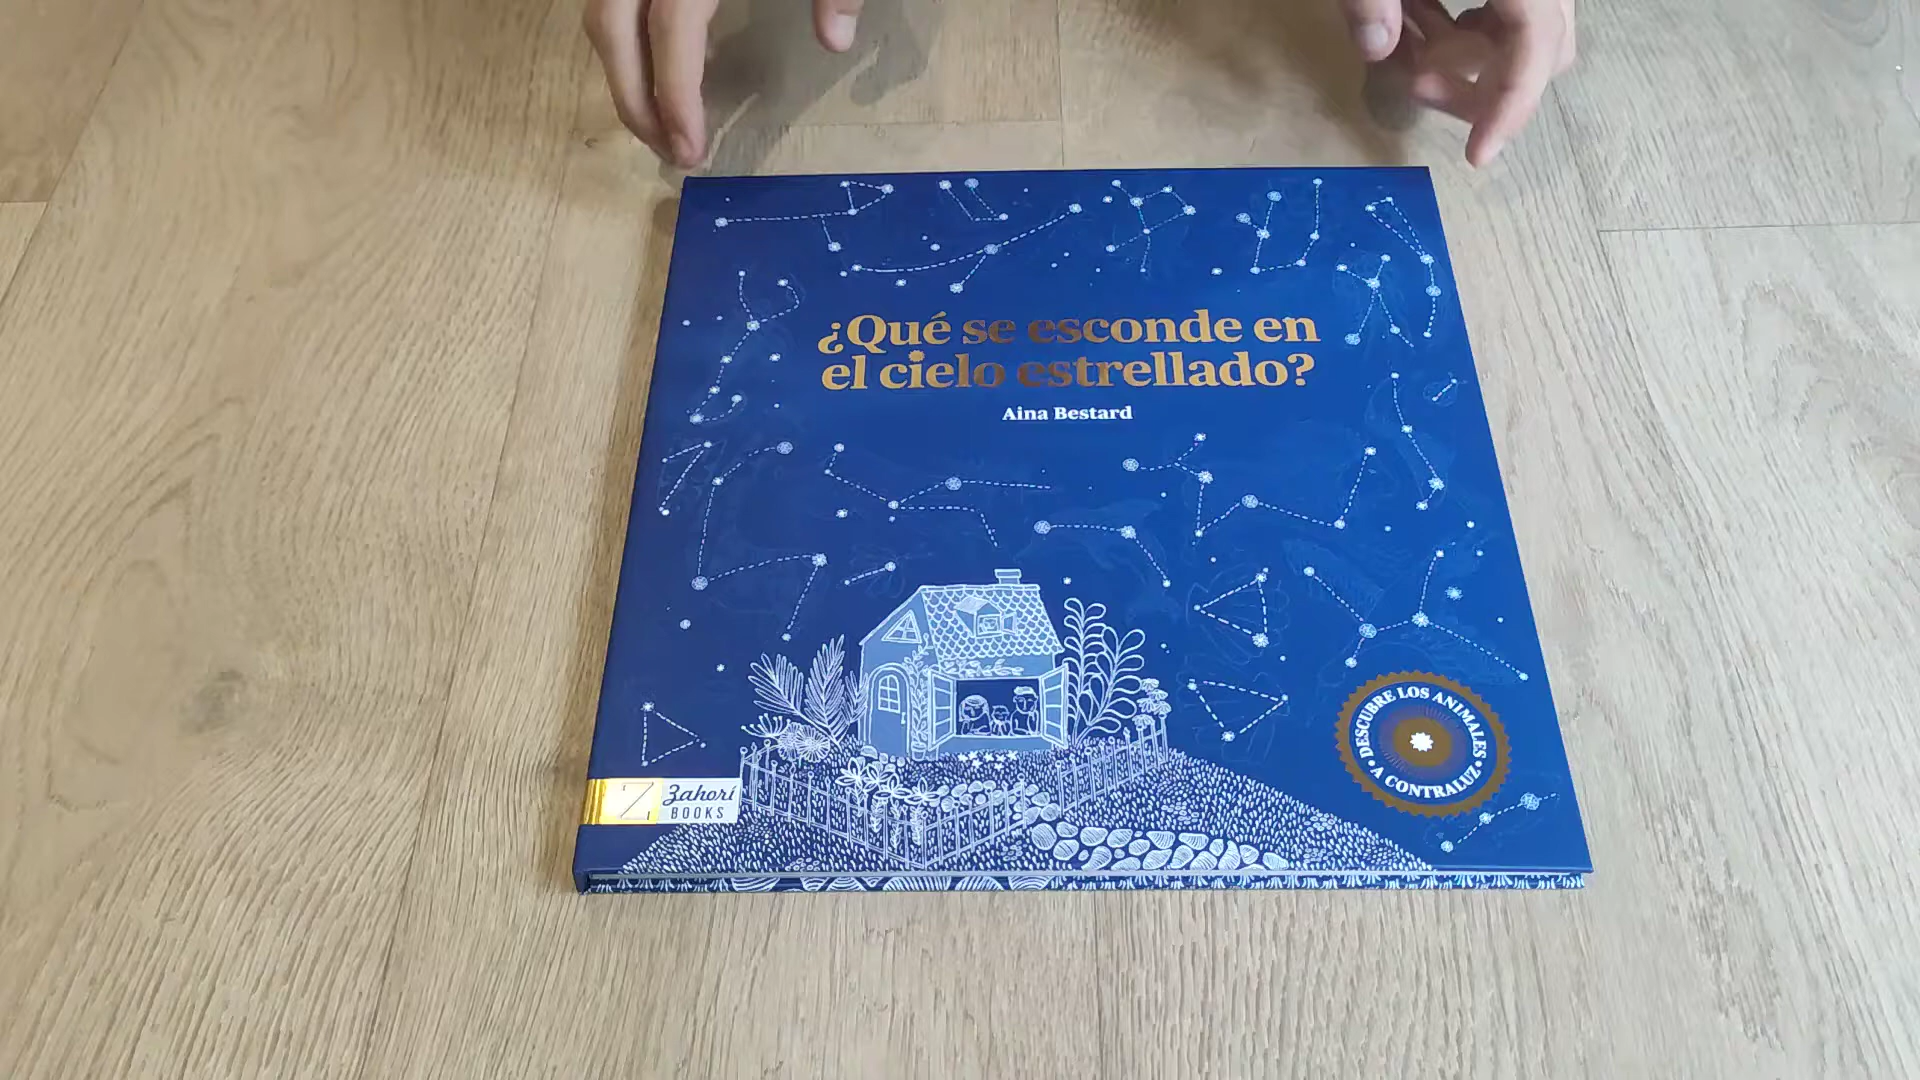 ¿Qué se esconde en
el cielo estrellado?
Aina Bestard
DESCUBRE LOS ANIMALES
• A CONTRALUZ •
Z Zahorí
BOOKS